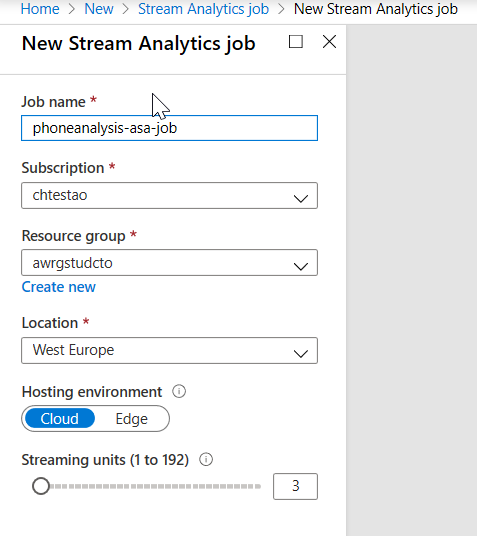 Home > New > Stream Analytics job > New Stream Analytics job
New Stream Analytics job
Job name *
phoneanalysis-asa-job
Subscription *
chtestao
Resource group *
awrgstudcto
Create new
Location *
West Europe
Hosting environment
Cloud Edge
Streaming units (1 to 192)
3